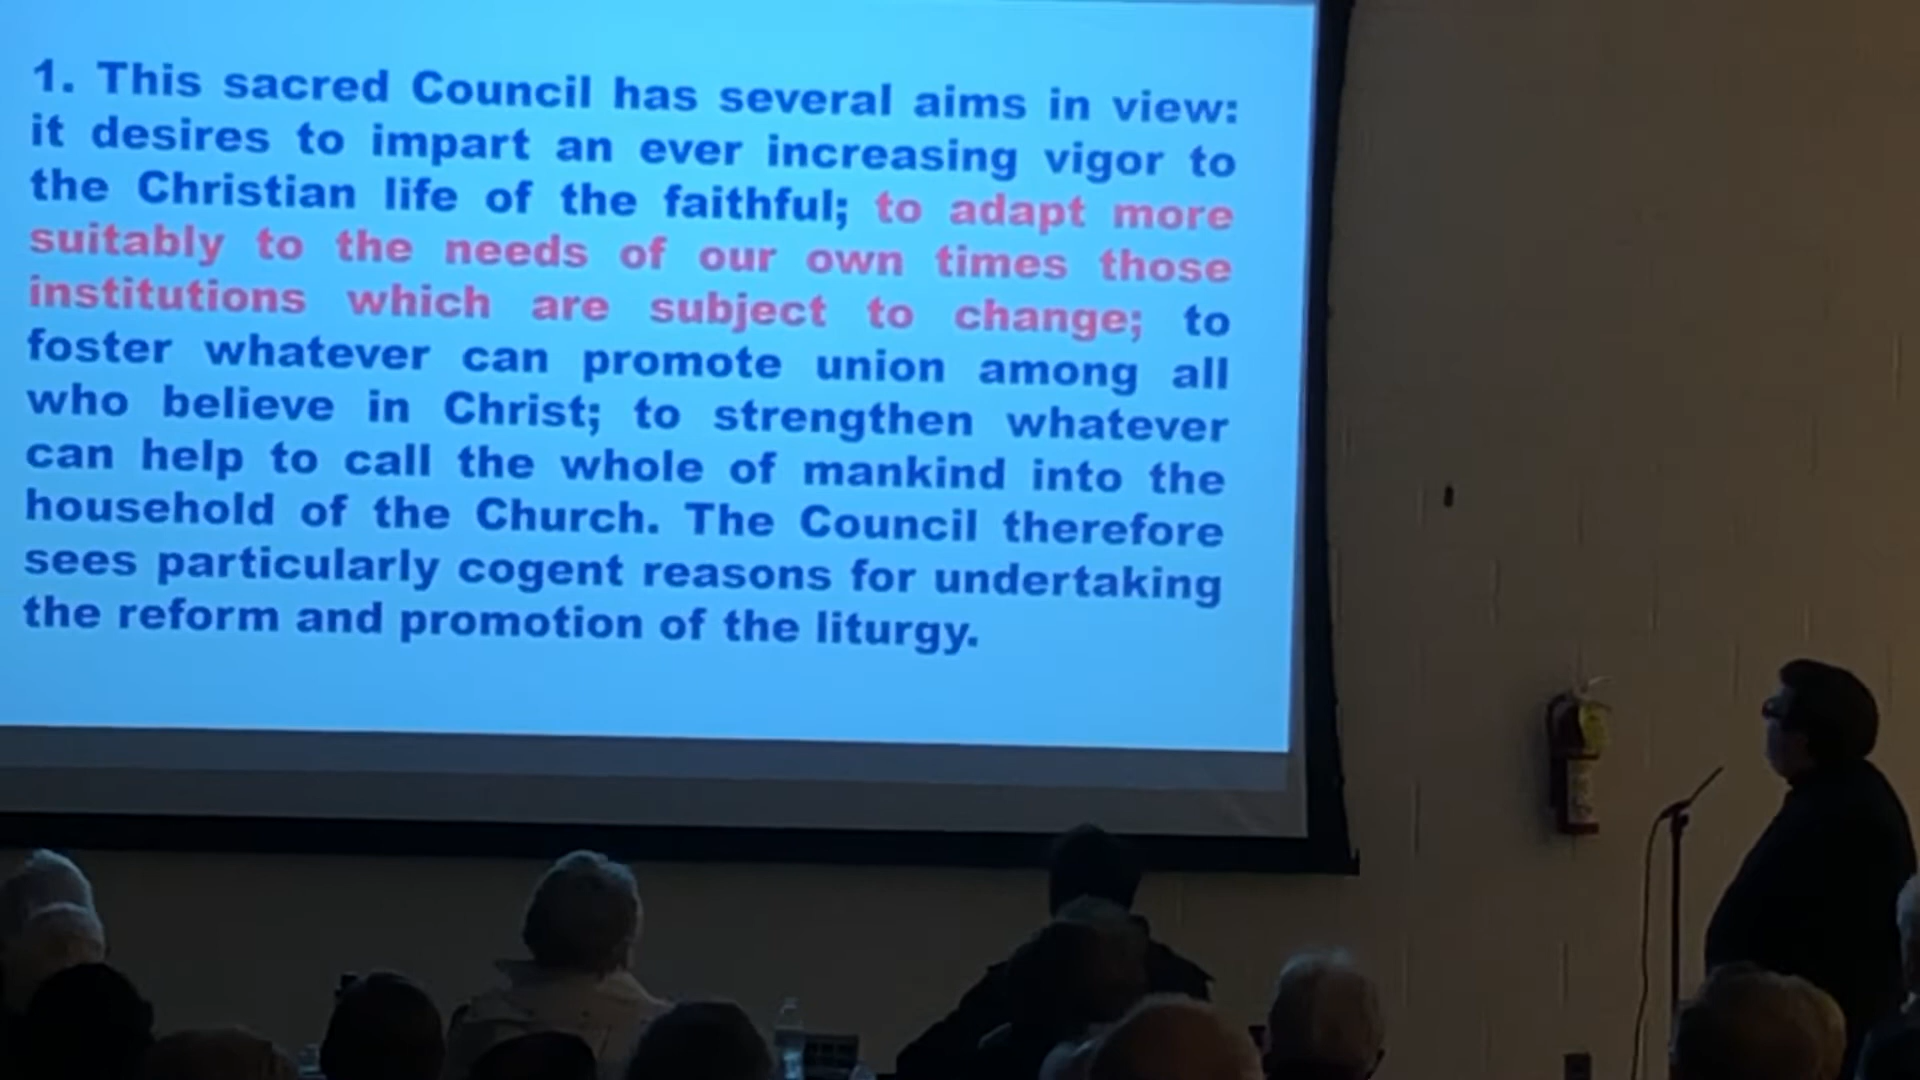 1. This sacred Council has several aims in view:
it desires to impart an ever increasing vigor to
the Christian life of the faithful; to adapt more
suitably to the needs of our own times those
institutions which are subject to change; to
foster whatever can promote union among all
who believe in Christ; to strengthen whatever
can help to call the whole of mankind into the
household of the Church. The Council therefore
sees particularly cogent reasons for undertaking
the reform and promotion of the liturgy.